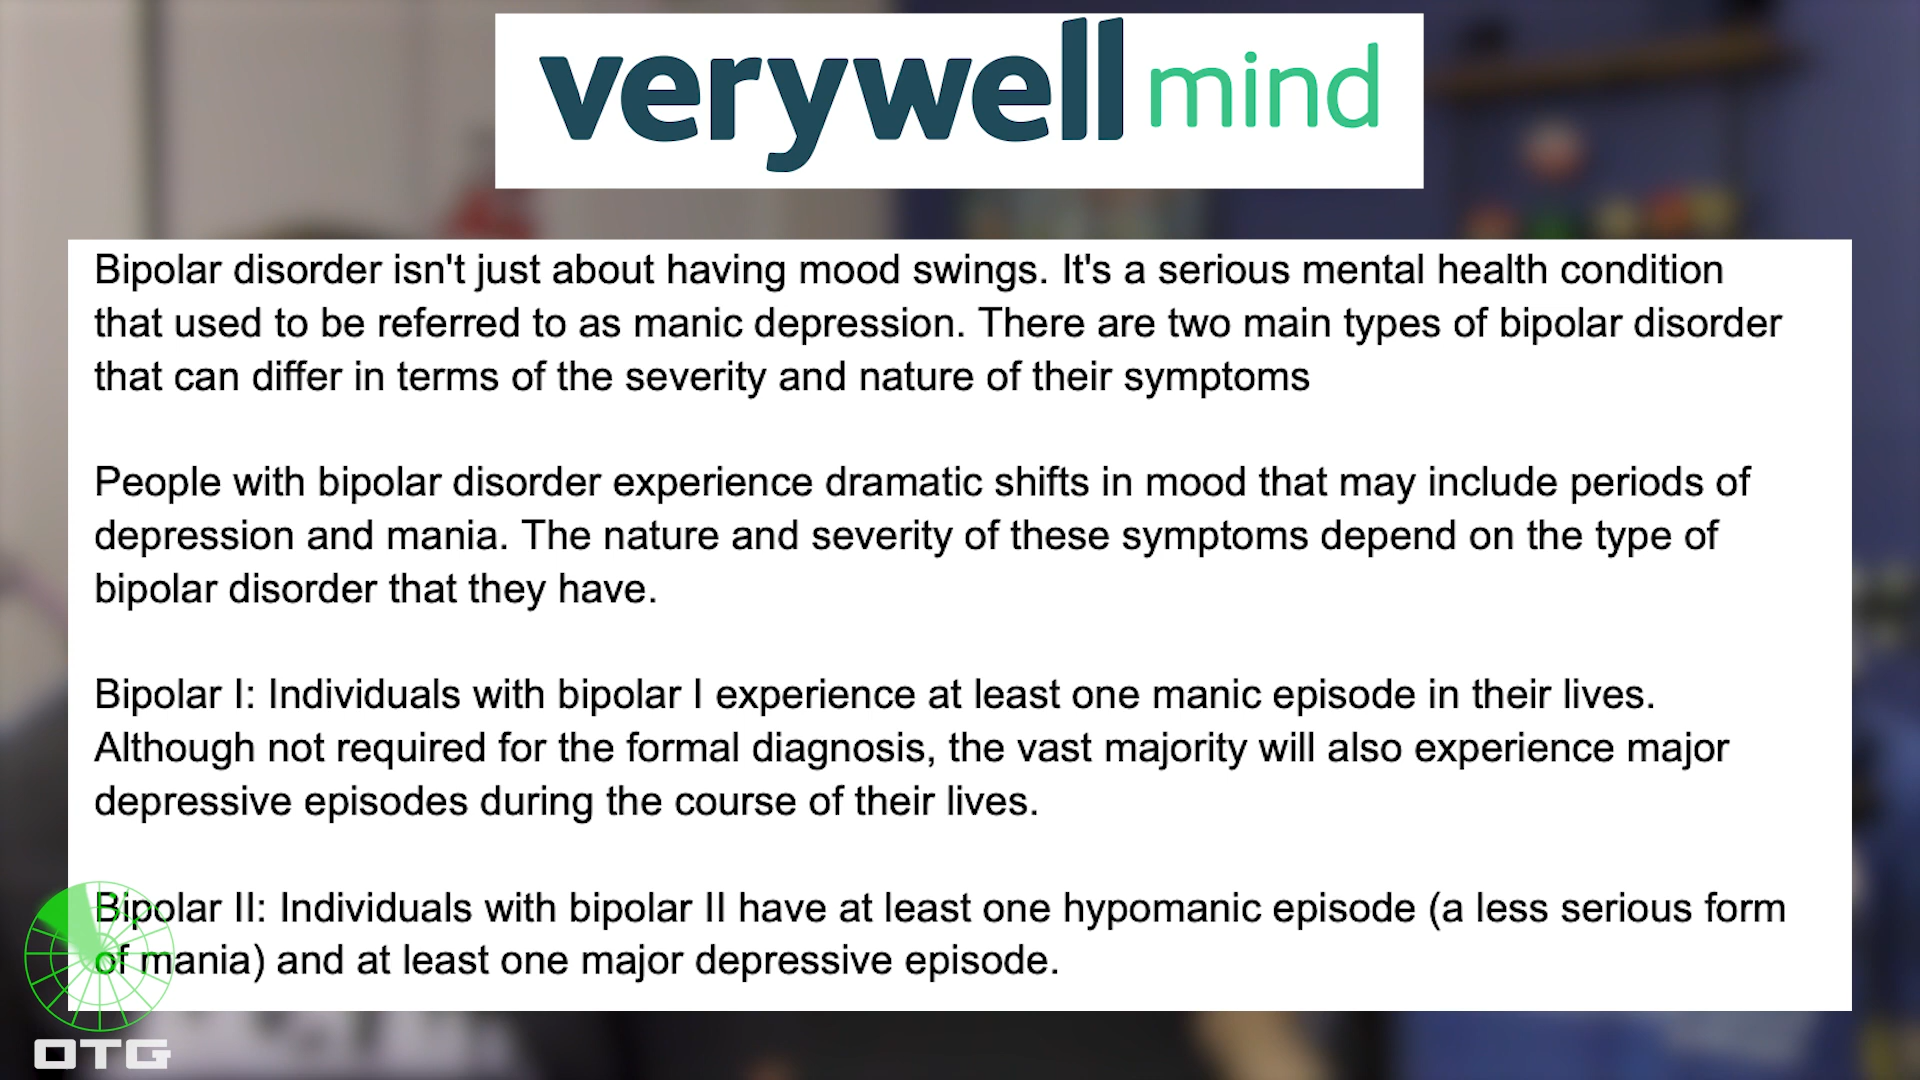 verywell mind
Bipolar disorder isn't just about having mood swings. It's a serious mental health condition
that used to be referred to as manic depression. There are two main types of bipolar disorder
that can differ in terms of the severity and nature of their symptoms
People with bipolar disorder experience dramatic shifts in mood that may include periods of
depression and mania. The nature and severity of these symptoms depend on the type of
bipolar disorder that they have.
Bipolar I: Individuals with bipolar I experience at least one manic episode in their lives.
Although not required for the formal diagnosis, the vast majority will also experience major
depressive episodes during the course of their lives.
Bipolar II: Individuals with bipolar II have at least one hypomanic episode (a less serious form
of mania) and at least one major depressive episode.
OTG